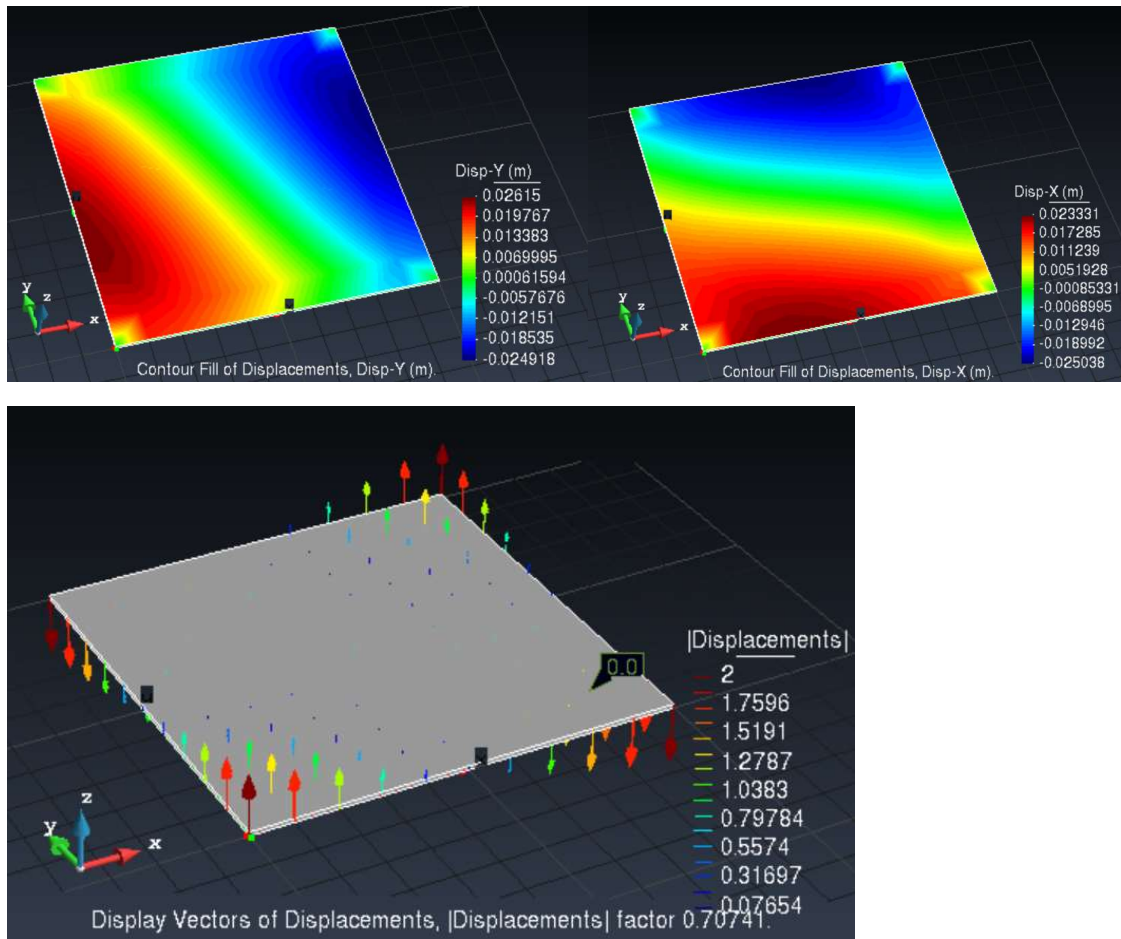 Disp-Y (m)
0.02615
0.019767
0.013383
0.0069995
0.00061594
-0.0057676
-0.012151
-0.018535
-0.024918
y
z
x
Contour Fill of Displacements, Disp-Y (m).
Disp-X (m)
0.023331
0.017285
0.011239
0.0051928
-0.00085331
-0.0068995
-0.012946
-0.018992
-0.025038
y
z
x
Contour Fill of Displacements, Disp-X (m).
0.0
|Displacements|
2
1.7596
1.5191
1.2787
1.0383
0.79784
0.5574
0.31697
0.07654
z
y
x
Display Vectors of Displacements, |Displacements| factor 0.70741.